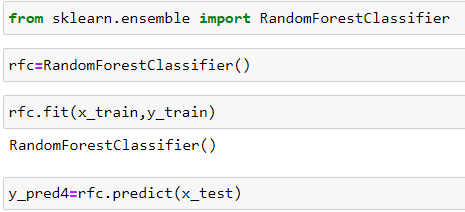 from sklearn.ensemble import RandomForestClassifier
rfc=RandomForestClassifier()
rfc.fit(x_train,y_train)
RandomForestClassifier()
y_pred4=rfc.predict(x_test)